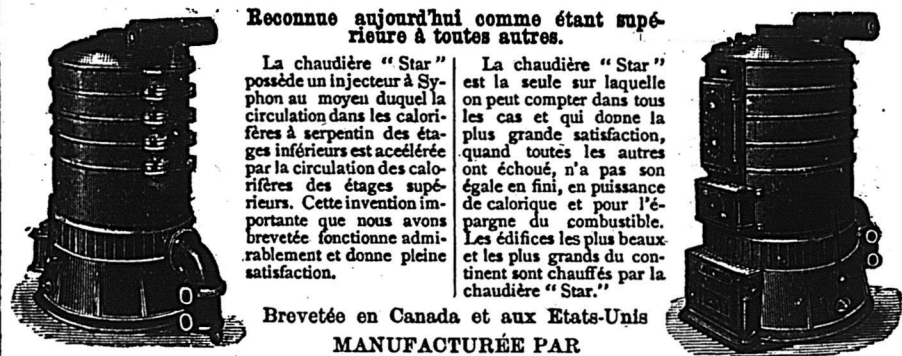 Reconnue aujourd'hui comme étant supé-
rieure à toutes autres.
La chaudière “ Star ”
possède un injecteur à Sy-
phon au moyen duquel la
circulation dans les calori-
fères à serpentin des éta-
ges inférieurs est aceélérée
par la circulation des calo-
rifères des étages supé-
rieurs. Cette invention im-
portante que nous avons
brevetée fonctionne admi-
rablement et donne pleine
satisfaction.
La chaudière “ Star ”
est la seule sur laquelle
on peut compter dans tous
les cas et qui donne la
plus grande satisfaction,
quand toutes les autres
ont échoué, n'a pas son
égale en fini, en puissance
de calorique et pour l'é-
pargne du combustible.
Les édifices les plus beaux
et les plus grands du con-
tinent sont chauffés par la
chaudière “ Star.”
Brevetée en Canada et aux Etats-Unis
MANUFACTURÉE PAR